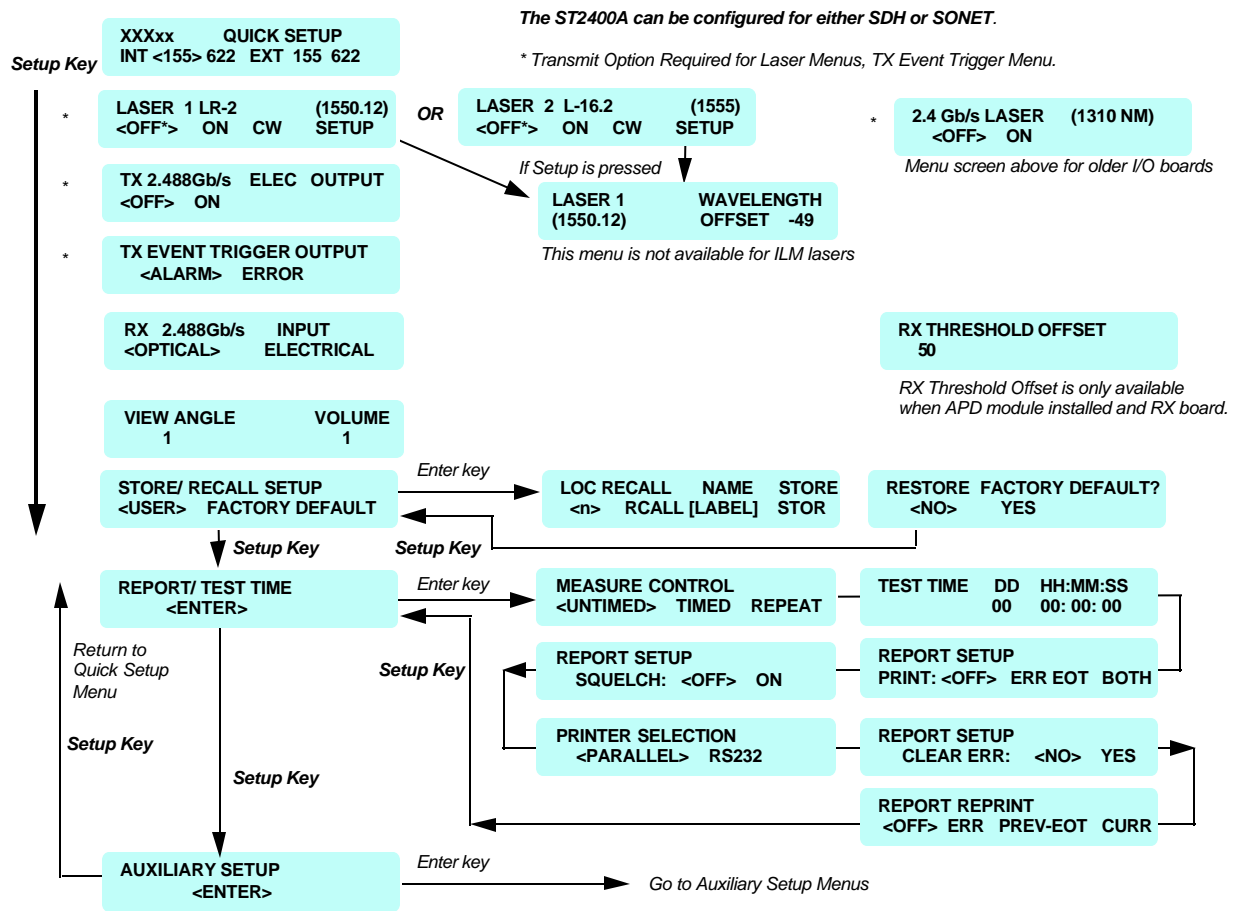 The ST2400A can be configured for either SDH or SONET.
* Transmit Option Required for Laser Menus, TX Event Trigger Menu.
Setup Key
XXXxx QUICK SETUP
INT <155> 622 EXT 155 622
*
LASER 1 LR-2 (1550.12)
<OFF*> ON CW SETUP
OR
LASER 2 L-16.2 (1555)
<OFF*> ON CW SETUP
*
2.4 Gb/s LASER (1310 NM)
<OFF> ON
Menu screen above for older I/O boards
If Setup is pressed
LASER 1 WAVELENGTH
(1550.12) OFFSET -49
This menu is not available for ILM lasers
*
TX 2.488Gb/s ELEC OUTPUT
<OFF> ON
*
TX EVENT TRIGGER OUTPUT
<ALARM> ERROR
RX 2.488Gb/s INPUT
<OPTICAL> ELECTRICAL
RX THRESHOLD OFFSET
50
RX Threshold Offset is only available
when APD module installed and RX board.
VIEW ANGLE VOLUME
1 1
STORE/ RECALL SETUP
<USER> FACTORY DEFAULT
Enter key
LOC RECALL NAME STORE
<n> RCALL [LABEL] STOR
RESTORE FACTORY DEFAULT?
<NO> YES
Setup Key
Setup Key
REPORT/ TEST TIME
<ENTER>
Enter key
MEASURE CONTROL
<UNTIMED> TIMED REPEAT
TEST TIME DD HH:MM:SS
00 00: 00: 00
Return to
Quick Setup
Menu
Setup Key
REPORT SETUP
SQUELCH: <OFF> ON
REPORT SETUP
PRINT: <OFF> ERR EOT BOTH
Setup Key
PRINTER SELECTION
<PARALLEL> RS232
REPORT SETUP
CLEAR ERR: <NO> YES
Setup Key
REPORT REPRINT
<OFF> ERR PREV-EOT CURR
AUXILIARY SETUP
<ENTER>
Enter key
Go to Auxiliary Setup Menus